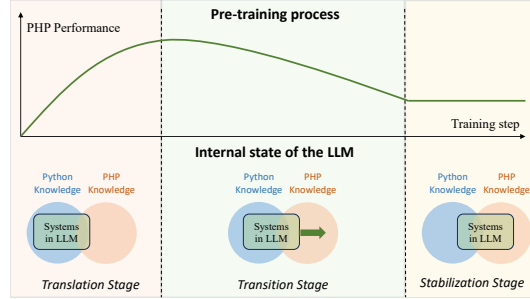 Pre-training process
PHP Performance
Training step
Internal state of the LLM
Python
Knowledge
PHP
Knowledge
Systems
in LLM
Translation Stage
Python
Knowledge
PHP
Knowledge
Systems
in LLM
Transition Stage
Python
Knowledge
PHP
Knowledge
Systems
in LLM
Stabilization Stage